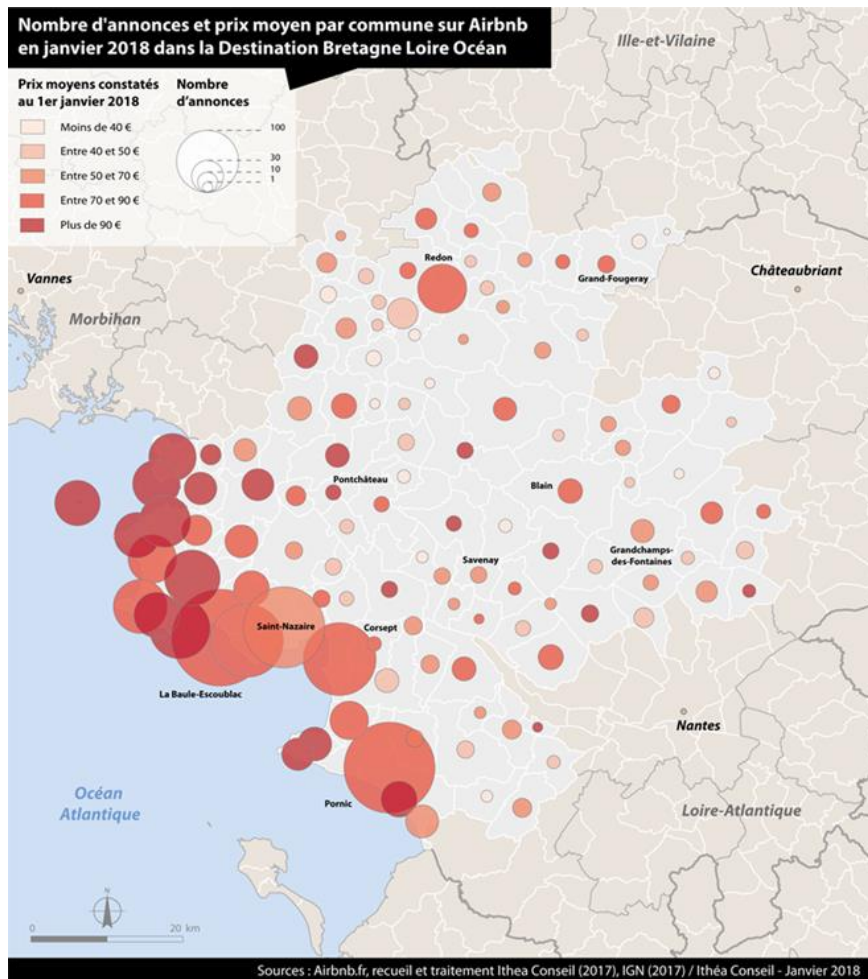 Nombre d'annonces et prix moyen par commune sur Airbnb
en janvier 2018 dans la Destination Bretagne Loire Océan
Prix moyens constatés
au 1er janvier 2018
Moins de 40 €
Entre 40 et 50 €
Entre 50 et 70 €
Entre 70 et 90 €
Plus de 90 €
Nombre
d'annonces
100
30
10
1
Ille-et-Vilaine
Vannes
Morbihan
Redon
Grand-Fougeray
Châteaubriant
Pontchâteau
Blain
Savenay
Grandchamps-
des-Fontaines
Saint-Nazaire
Corsept
La Baule-Escoublac
Nantes
Océan
Atlantique
Pornic
Loire-Atlantique
N
0
20 km
Sources : Airbnb.fr, recueil et traitement Ithea Conseil (2017), IGN (2017) / Ithéa Conseil - Janvier 2018